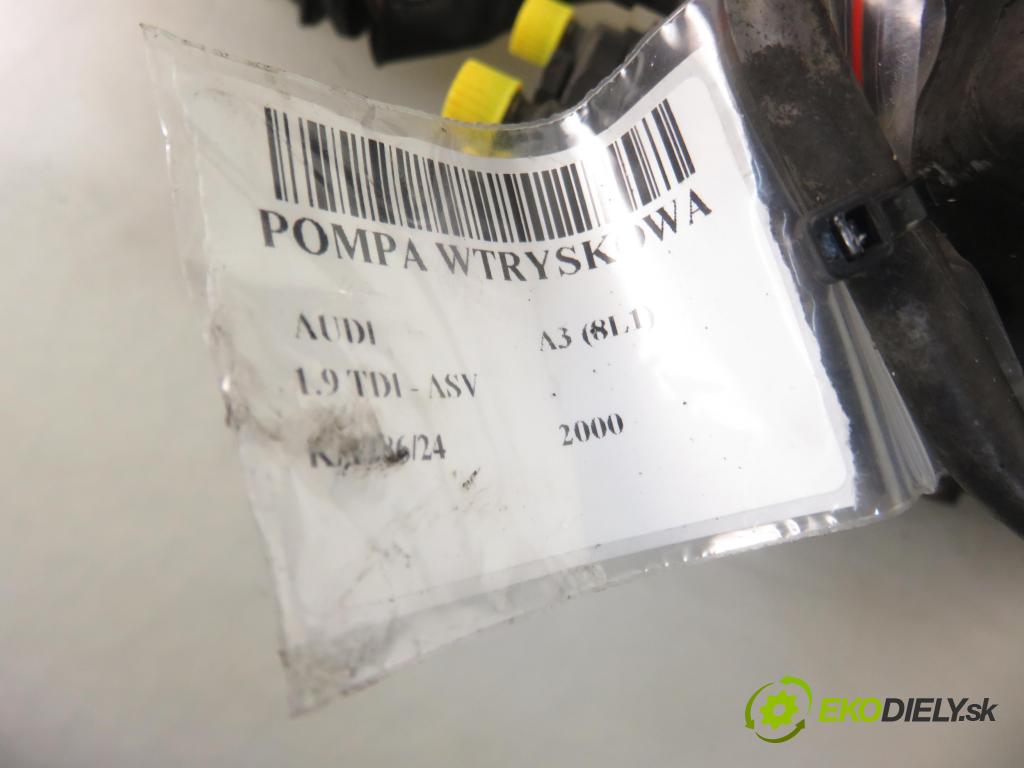 POMPA WTRYSKOWA
AUDI A3 (8L1)
1.9 TDI - ASV
2000
EKODIELY.sk